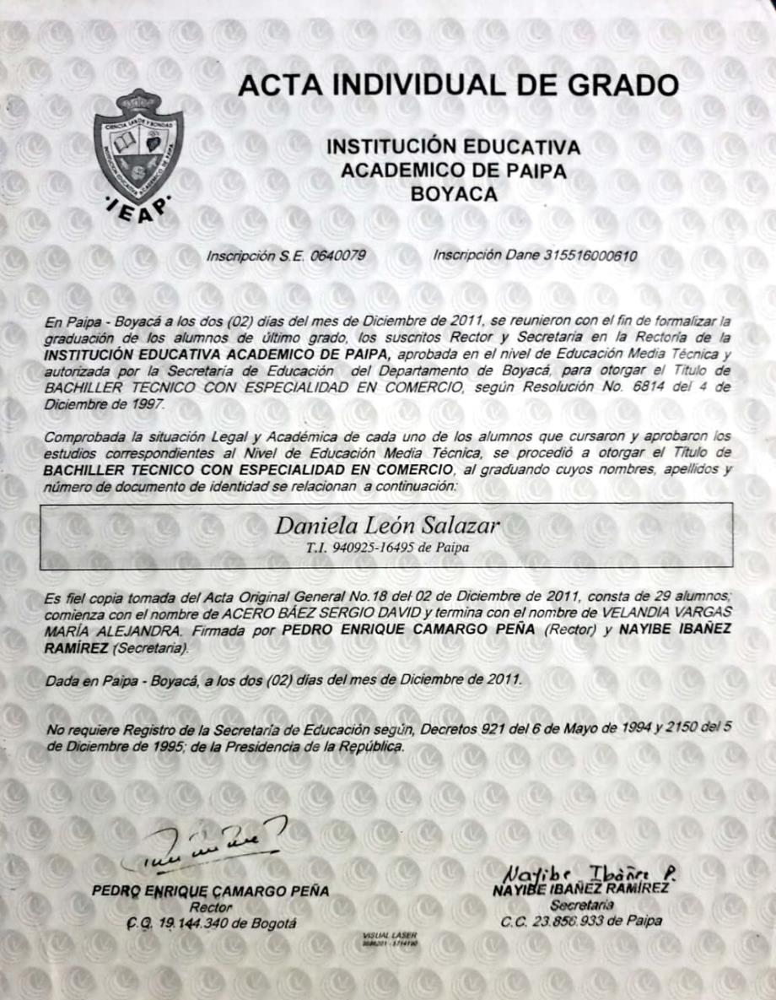 ACTA INDIVIDUAL DE GRADO
CIENCIA LABOR Y BONDAD
INSTITUCION EDUCATIVA ACADEMICO DE PAIPA
·IEAP·
INSTITUCIÓN EDUCATIVA
ACADEMICO DE PAIPA
BOYACA
Inscripción S.E. 0640079 Inscripción Dane 315516000610
En Paipa - Boyacá a los dos (02) días del mes de Diciembre de 2011, se reunieron con el fin de formalizar la
graduación de los alumnos de último grado, los suscritos Rector y Secretaria en la Rectoría de la
INSTITUCIÓN EDUCATIVA ACADEMICO DE PAIPA, aprobada en el nivel de Educación Media Técnica y
autorizada por la Secretaría de Educación del Departamento de Boyacá, para otorgar el Título de
BACHILLER TECNICO CON ESPECIALIDAD EN COMERCIO, según Resolución No. 6814 del 4 de
Diciembre de 1997.
Comprobada la situación Legal y Académica de cada uno de los alumnos que cursaron y aprobaron los
estudios correspondientes al Nivel de Educación Media Técnica, se procedió a otorgar el Título de
BACHILLER TECNICO CON ESPECIALIDAD EN COMERCIO, al graduando cuyos nombres, apellidos y
número de documento de identidad se relacionan a continuación:
Daniela León Salazar
T.I. 940925-16495 de Paipa
Es fiel copia tomada del Acta Original General No.18 del 02 de Diciembre de 2011, consta de 29 alumnos;
comienza con el nombre de ACERO BÁEZ SERGIO DAVID y termina con el nombre de VELANDIA VARGAS
MARÍA ALEJANDRA. Firmada por PEDRO ENRIQUE CAMARGO PEÑA (Rector) y NAYIBE IBAÑEZ
RAMÍREZ (Secretaria).
Dada en Paipa - Boyacá, a los dos (02) días del mes de Diciembre de 2011.
No requiere Registro de la Secretaría de Educación según, Decretos 921 del 6 de Mayo de 1994 y 2150 del 5
de Diciembre de 1995; de la Presidencia de la República.
Nayibe Ibáñez R.
PEDRO ENRIQUE CAMARGO PEÑA NAYIBE IBAÑEZ RAMÍREZ
Rector Secretaria
C.C. 19.144.340 de Bogotá C.C. 23.856.933 de Paipa
VISUAL LASER